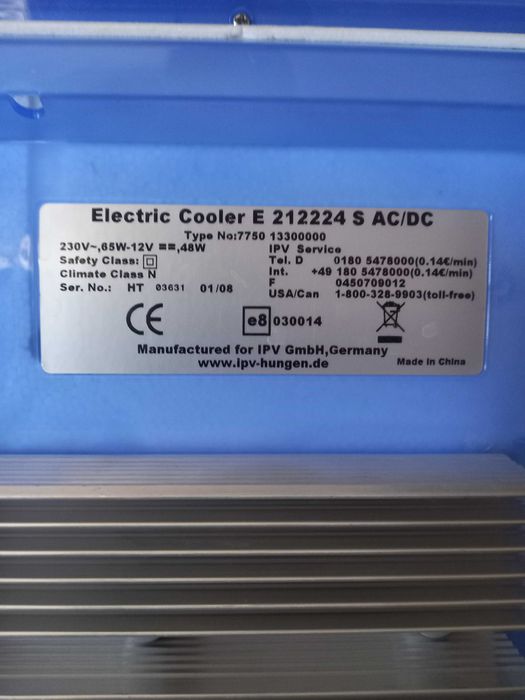 Electric Cooler E 212224 S AC/DC
Type No:7750 13300000
230V~,65W-12V ⎓,48W
Safety Class:
Climate Class N
Ser. No.: HT 03631 01/08
IPV Service
Tel. D 0180 5478000(0.14€/min)
Int. +49 180 5478000(0.14€/min)
F 0450709012
USA/Can 1-800-328-9903(toll-free)
CE
e8 030014
Manufactured for IPV GmbH,Germany
www.ipv-hungen.de
Made in China